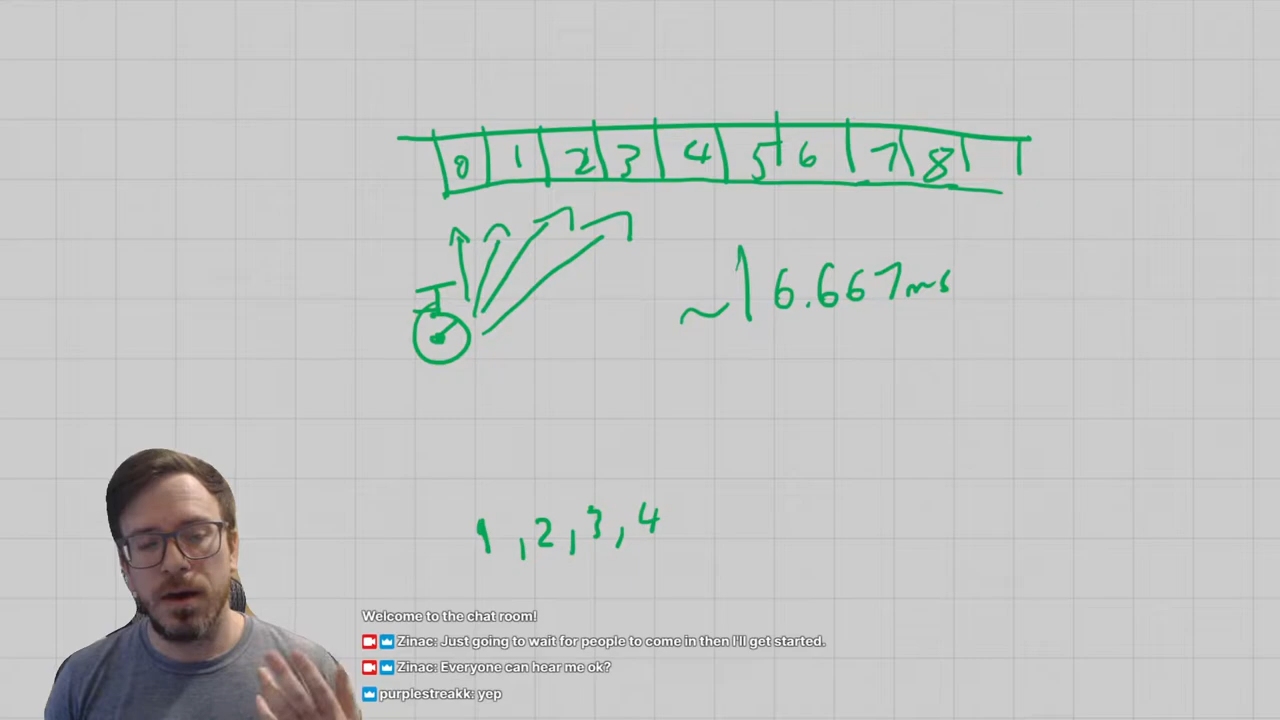 0 1 2 3 4 5 6 7 8
~16.667ms
1, 2, 3, 4
Welcome to the chat room!
Zinac: Just going to wait for people to come in then I'll get started.
Zinac: Everyone can hear me ok?
purplestreakk: yep